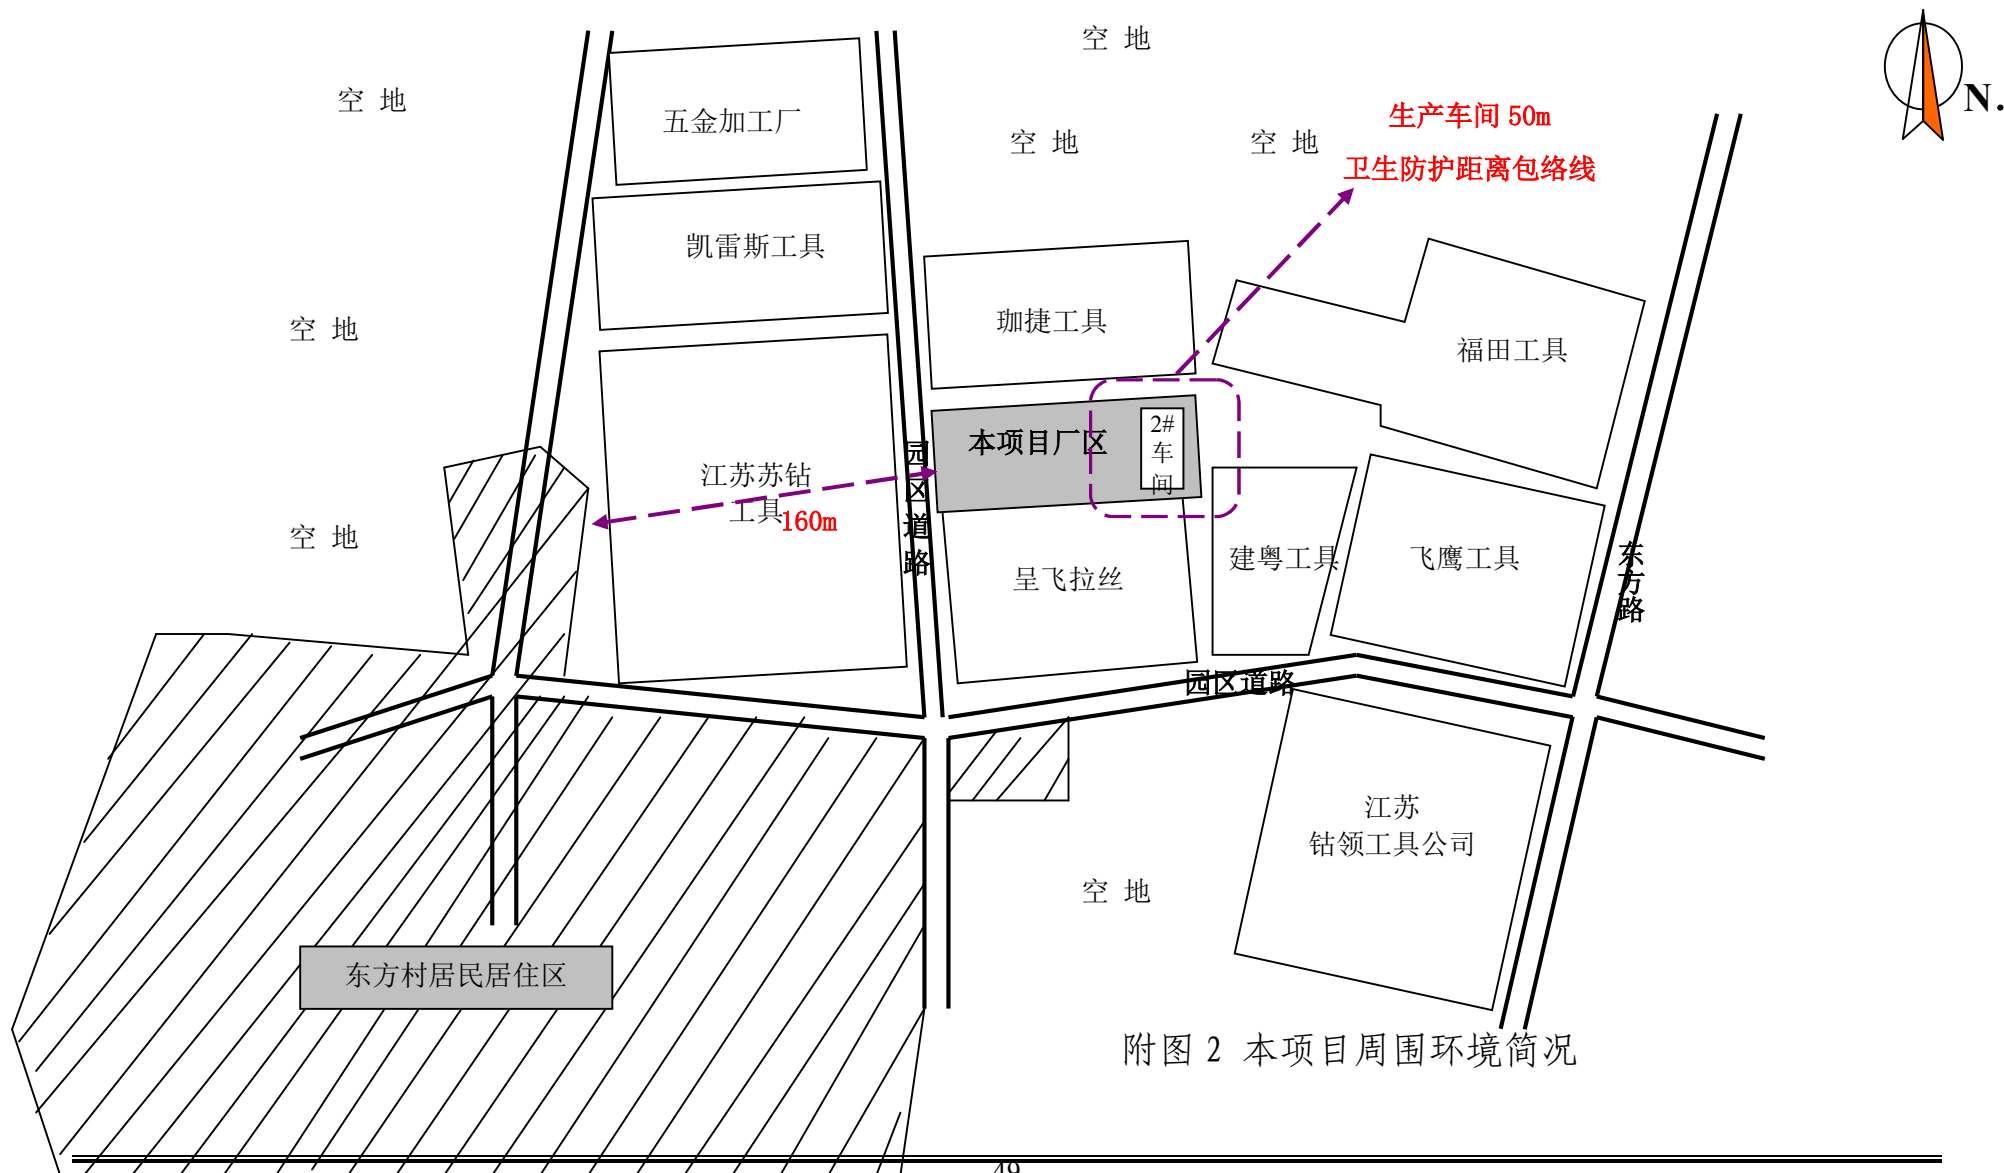 空 地
空 地
N.
五金加工厂
生产车间 50m
空 地
空 地
卫生防护距离包络线
凯雷斯工具
空 地
珈捷工具
福田工具
2#
车
间
本项目厂区
园
区
道
路
江苏苏钻
工具
160m
空 地
建粤工具
飞鹰工具
东
方
路
呈飞拉丝
园区道路
江苏
钴领工具公司
空 地
东方村居民居住区
附图 2 本项目周围环境简况
49